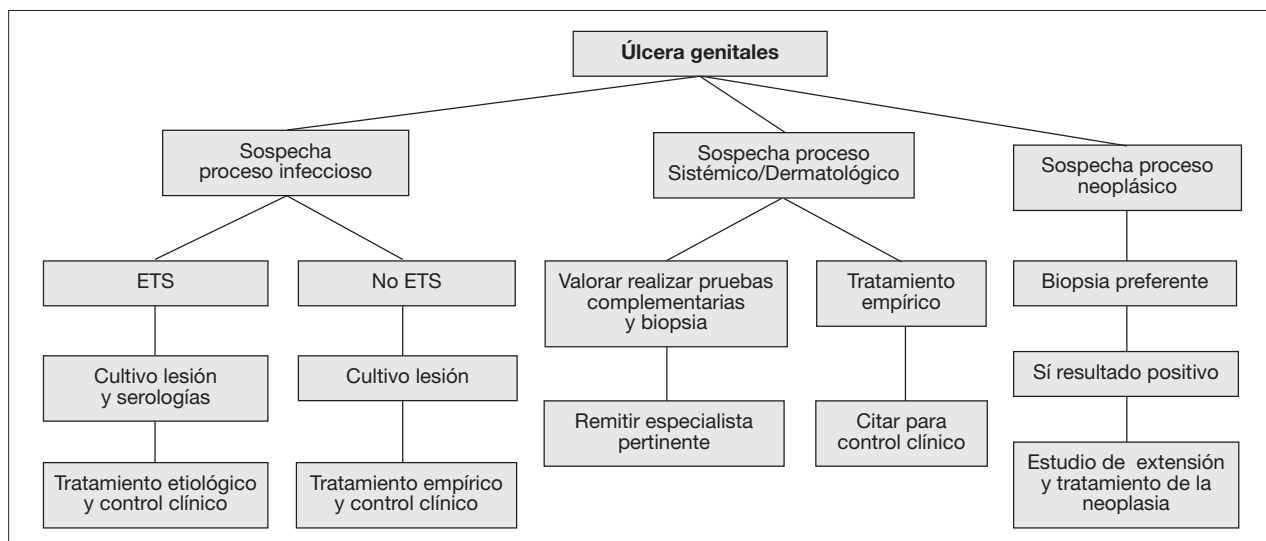 Úlcera genitales
Sospecha
proceso infeccioso
Sospecha proceso
Sistémico/Dermatológico
Sospecha proceso
neoplásico
ETS
No ETS
Valorar realizar pruebas
complementarias
y biopsia
Tratamiento
empírico
Biopsia preferente
Cultivo lesión
y serologías
Cultivo lesión
Remitir especialista
pertinente
Citar para
control clínico
Sí resultado positivo
Tratamiento etiológico
y control clínico
Tratamiento empírico
y control clínico
Estudio de extensión
y tratamiento de la
neoplasia